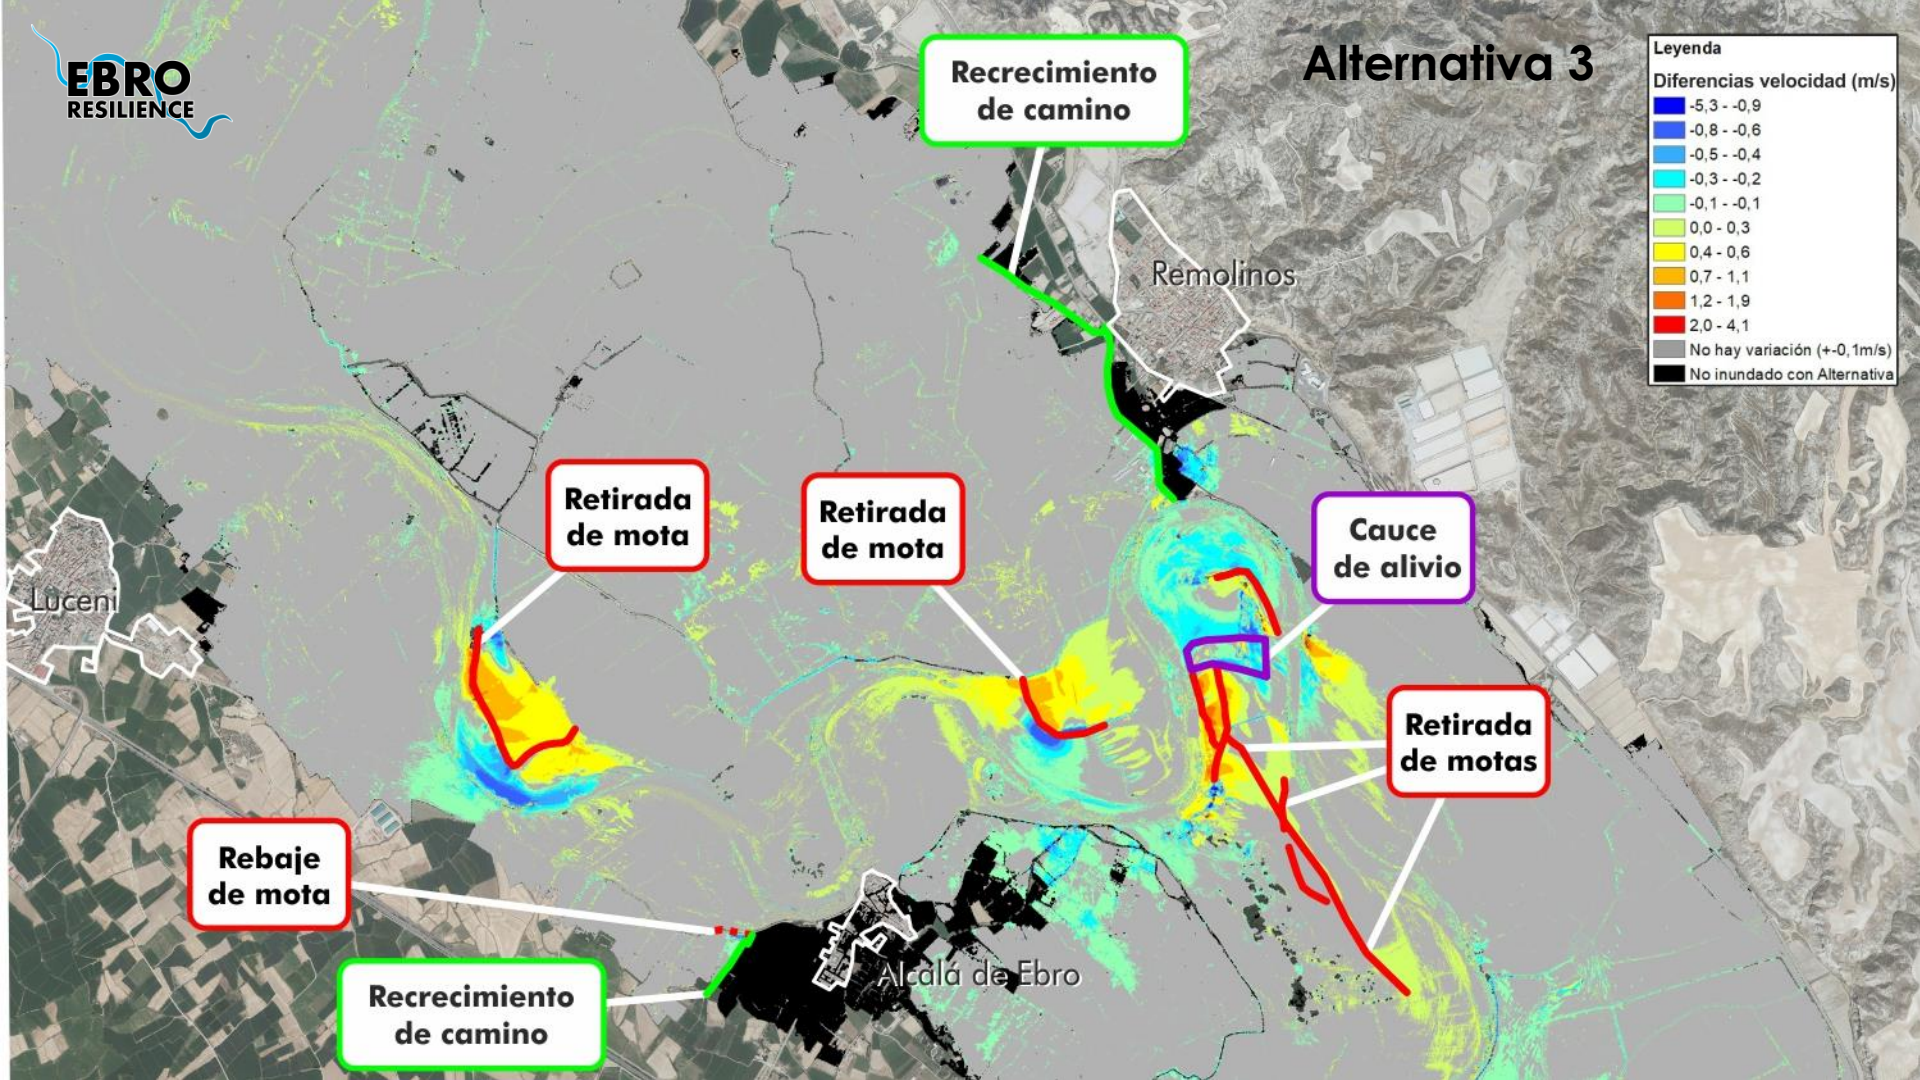 EBRO
RESILIENCE
Alternativa 3
Leyenda
Diferencias velocidad (m/s)
-5,3 - -0,9
-0,8 - -0,6
-0,5 - -0,4
-0,3 - -0,2
-0,1 - -0,1
0,0 - 0,3
0,4 - 0,6
0,7 - 1,1
1,2 - 1,9
2,0 - 4,1
No hay variación (+-0,1m/s)
No inundado con Alternativa
Recrecimiento
de camino
Remolinos
Retirada
de mota
Retirada
de mota
Cauce
de alivio
Luceni
Retirada
de motas
Rebaje
de mota
Alcalá de Ebro
Recrecimiento
de camino